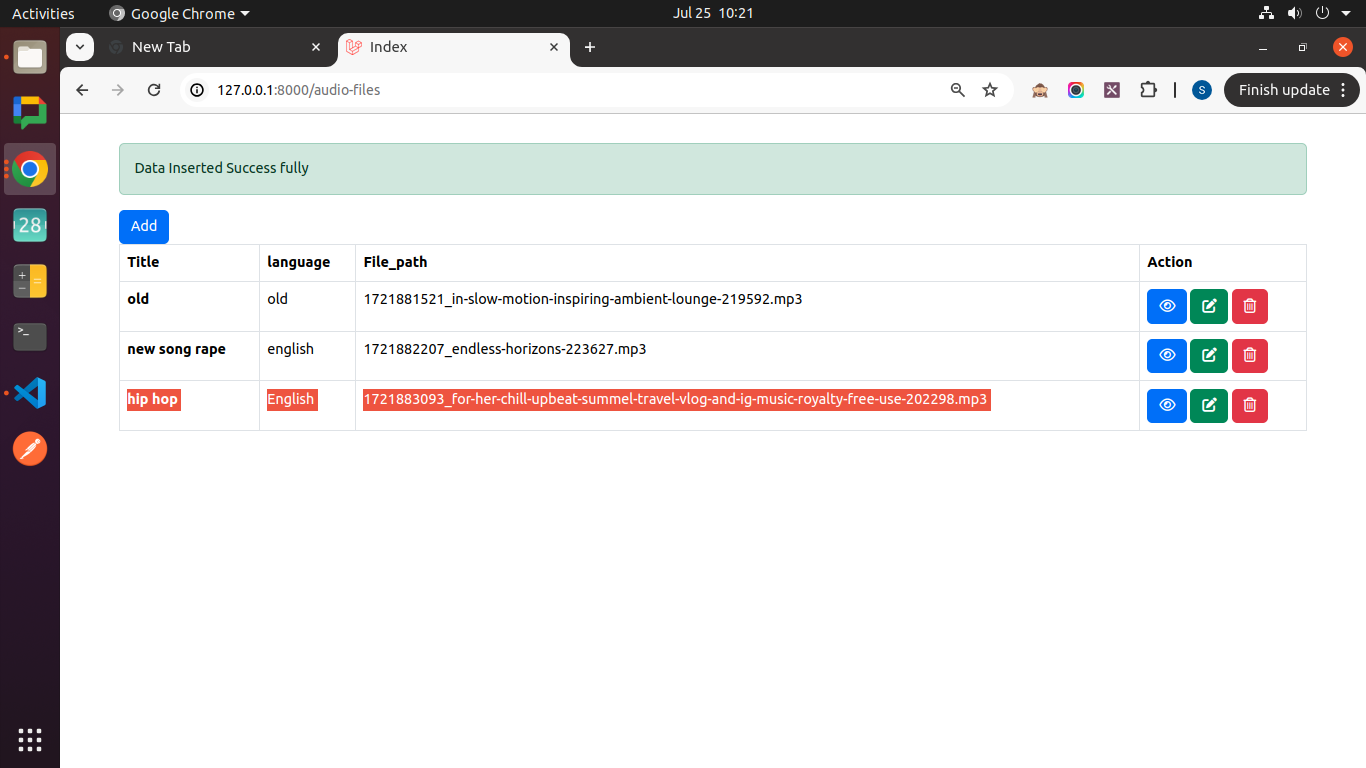 Activities Google Chrome Jul 25 10:21
New Tab Index
127.0.0.1:8000/audio-files S Finish update
28
Data Inserted Success fully
Add
Title language File_path Action
old old 1721881521_in-slow-motion-inspiring-ambient-lounge-219592.mp3
new song rape english 1721882207_endless-horizons-223627.mp3
hip hop English 1721883093_for-her-chill-upbeat-summel-travel-vlog-and-ig-music-royalty-free-use-202298.mp3